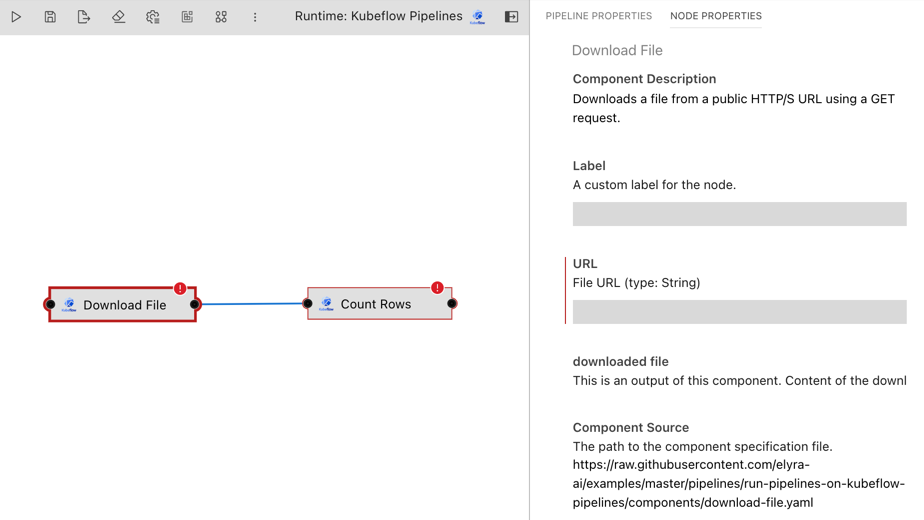 Runtime: Kubeflow Pipelines
Kubeflow
PIPELINE PROPERTIES
NODE PROPERTIES
Download File
Component Description
Downloads a file from a public HTTP/S URL using a GET
request.
Label
A custom label for the node.
URL
File URL (type: String)
!
Kubeflow
Download File
!
Kubeflow
Count Rows
downloaded file
This is an output of this component. Content of the downl
Component Source
The path to the component specification file.
https://raw.githubusercontent.com/elyra-
ai/examples/master/pipelines/run-pipelines-on-kubeflow-
pipelines/components/download-file.yaml